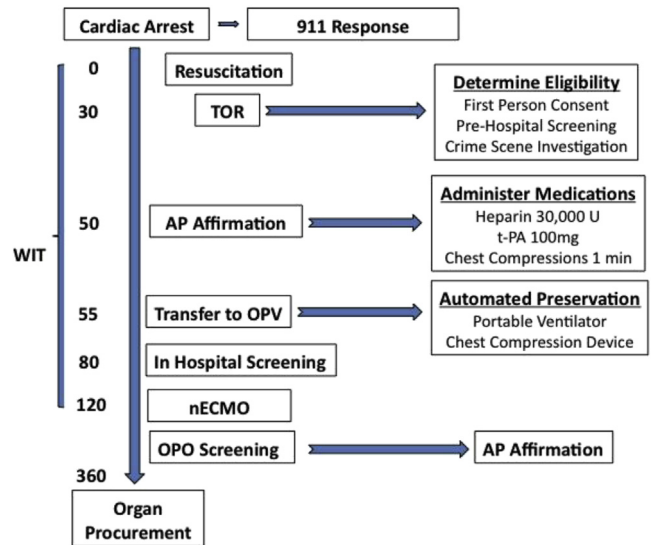 Cardiac Arrest
911 Response
0
Resuscitation
Determine Eligibility
First Person Consent
Pre-Hospital Screening
Crime Scene Investigation
30
TOR
Administer Medications
Heparin 30,000 U
t-PA 100mg
Chest Compressions 1 min
50
AP Affirmation
WIT
Automated Preservation
Portable Ventilator
Chest Compression Device
55
Transfer to OPV
80
In Hospital Screening
120
nECMO
OPO Screening
AP Affirmation
360
Organ
Procurement